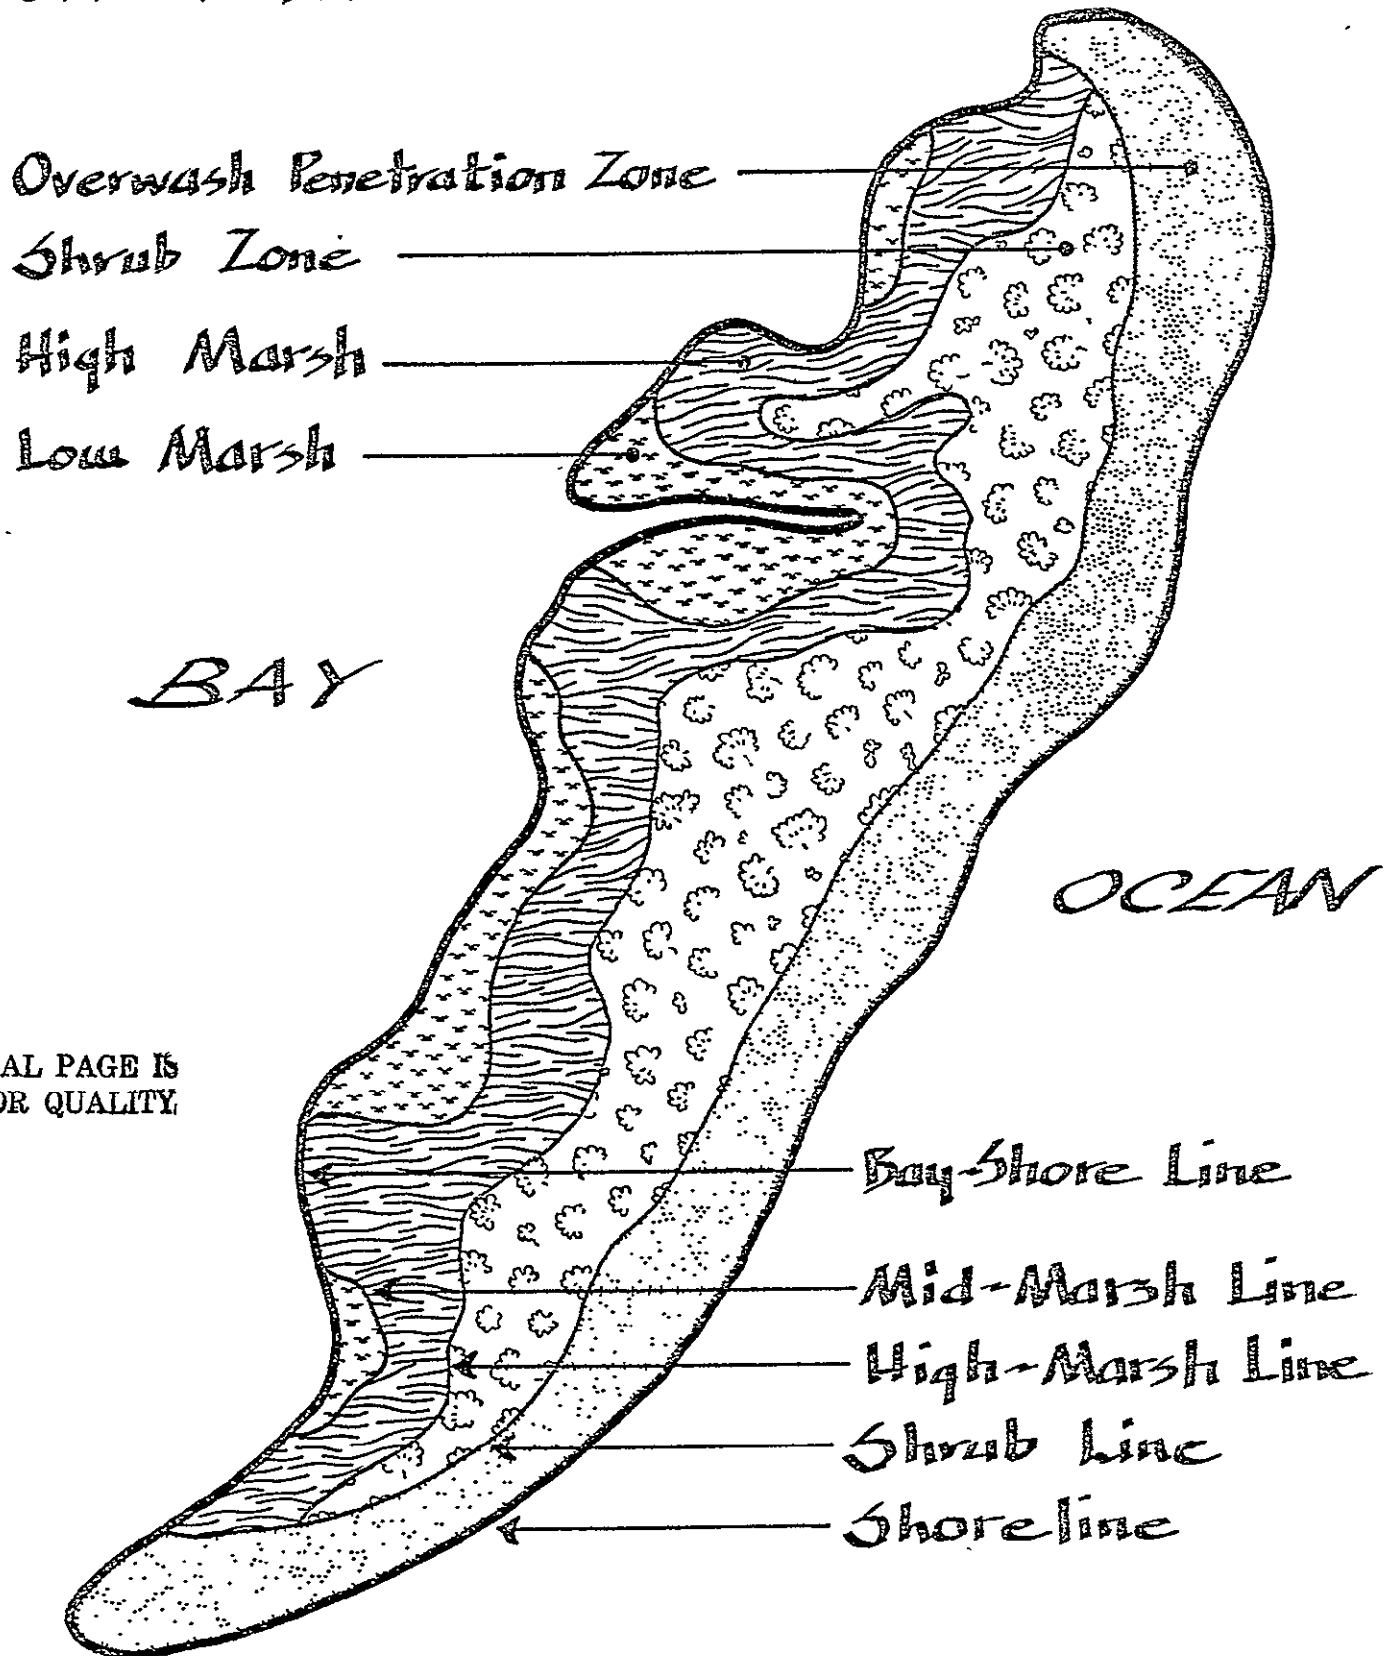 Overwash Penetration Zone
Shrub Zone
High Marsh
Low Marsh
BAY
OCEAN
AL PAGE IS
OR QUALITY
Bay-Shore Line
Mid-Marsh Line
High-Marsh Line
Shrub Line
Shoreline